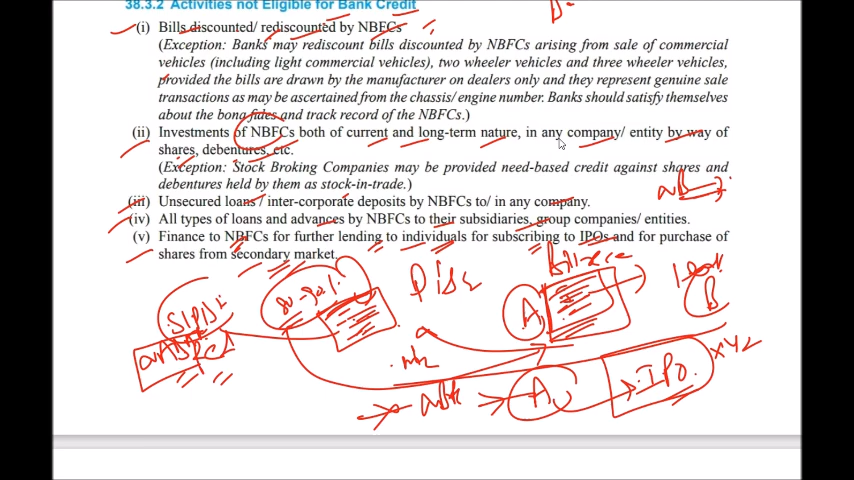 38.3.2 Activities not Eligible for Bank Credit
(i) Bills discounted/ rediscounted by NBFCs
(Exception: Banks may rediscount bills discounted by NBFCs arising from sale of commercial
vehicles (including light commercial vehicles), two wheeler vehicles and three wheeler vehicles,
provided the bills are drawn by the manufacturer on dealers only and they represent genuine sale
transactions as may be ascertained from the chassis/ engine number. Banks should satisfy themselves
about the bona fides and track record of the NBFCs.)
(ii) Investments of NBFCs both of current and long-term nature, in any company/ entity by way of
shares, debentures, etc.
(Exception: Stock Broking Companies may be provided need-based credit against shares and
debentures held by them as stock-in-trade.)
(iii) Unsecured loans / inter-corporate deposits by NBFCs to/ in any company.
(iv) All types of loans and advances by NBFCs to their subsidiaries, group companies/ entities.
(v) Finance to NBFCs for further lending to individuals for subscribing to IPOs and for purchase of
shares from secondary market.
80-90%
Disc
A
B
A
IPO.
XYZ